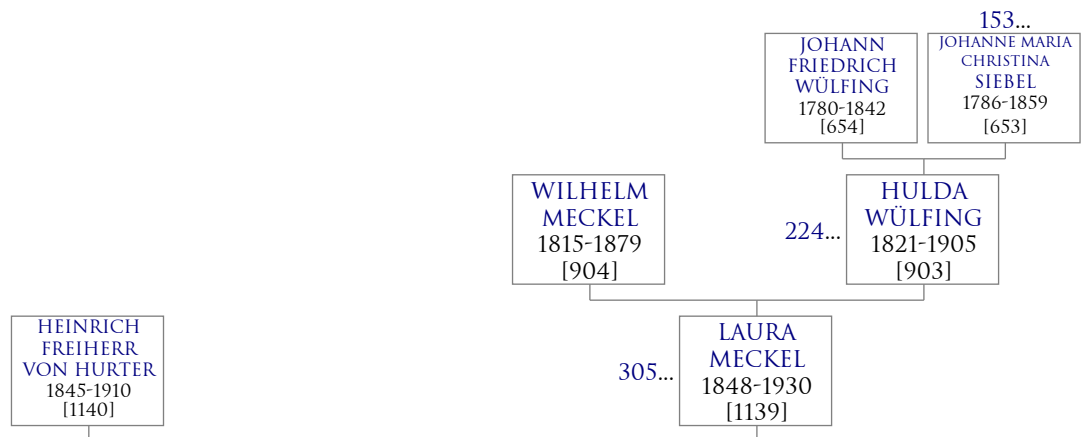 153...
JOHANN
FRIEDRICH
WÜLFING
1780-1842
[654]
JOHANNE MARIA
CHRISTINA
SIEBEL
1786-1859
[653]
WILHELM
MECKEL
1815-1879
[904]
224...
HULDA
WÜLFING
1821-1905
[903]
HEINRICH
FREIHERR
VON HURTER
1845-1910
[1140]
305...
LAURA
MECKEL
1848-1930
[1139]